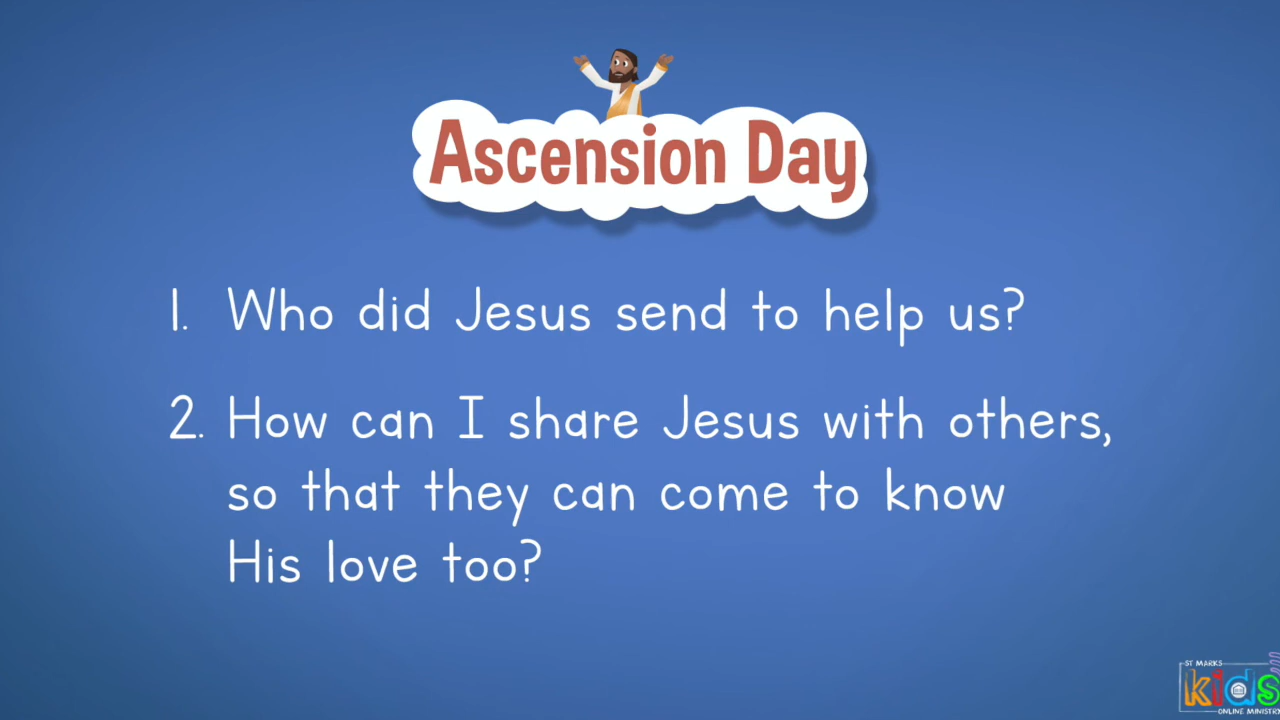 Ascension Day
1. Who did Jesus send to help us?
2. How can I share Jesus with others,
so that they can come to know
His love too?
ST MARKS
kids
ONLINE MINISTRY